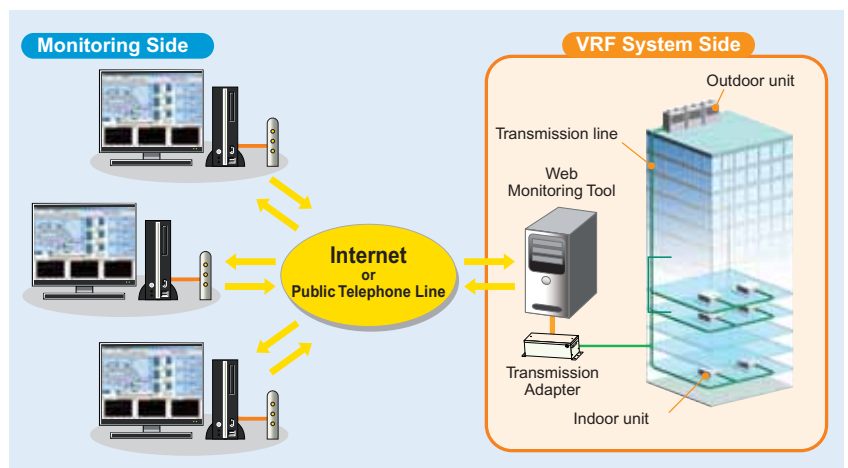 Monitoring Side
VRF System Side
Outdoor unit
Transmission line
Web
Monitoring Tool
Internet
or
Public Telephone Line
Transmission
Adapter
Indoor unit